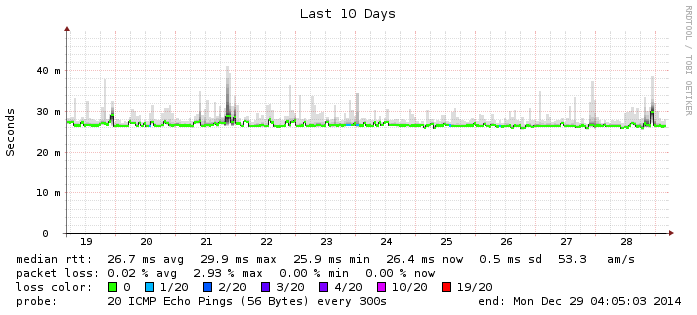 Last 10 Days
RRDTOOL / TOBI OETIKER
Seconds
40 m
30 m
20 m
10 m
0
19 20 21 22 23 24 25 26 27 28
median rtt: 26.7 ms avg 29.9 ms max 25.9 ms min 26.4 ms now 0.5 ms sd 53.3 am/s
packet loss: 0.02 % avg 2.93 % max 0.00 % min 0.00 % now
loss color: 0 1/20 2/20 3/20 4/20 10/20 19/20
probe: 20 ICMP Echo Pings (56 Bytes) every 300s end: Mon Dec 29 04:05:03 2014